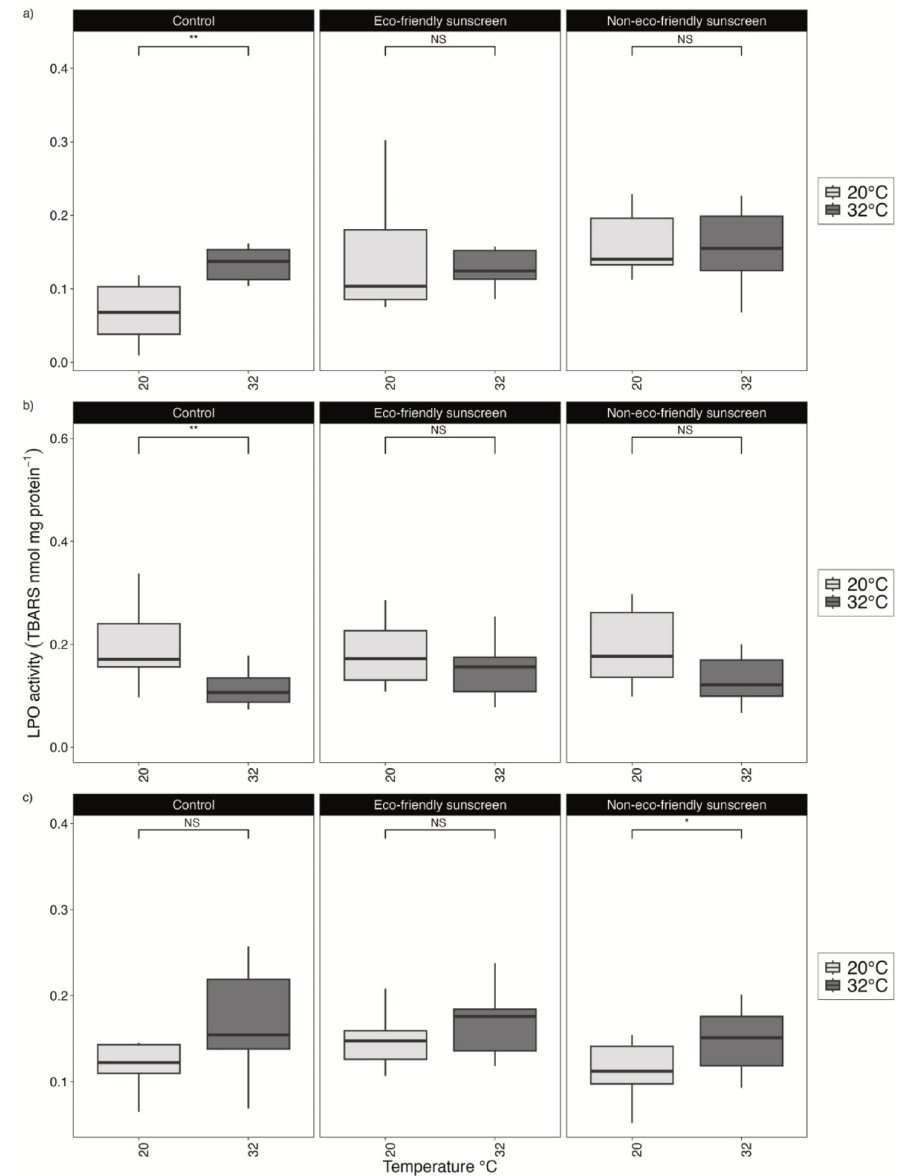 a)
Control
Eco-friendly sunscreen
Non-eco-friendly sunscreen
**
NS
NS
0.4
0.3
0.2
0.1
0.0
20
32
20
32
20
32
20°C
32°C
b)
Control
Eco-friendly sunscreen
Non-eco-friendly sunscreen
**
NS
NS
0.6
0.4
0.2
0.0
20
32
20
32
20
32
20°C
32°C
LPO activity (TBARS nmol mg protein⁻¹)
c)
Control
Eco-friendly sunscreen
Non-eco-friendly sunscreen
NS
NS
*
0.4
0.3
0.2
0.1
20
32
20
32
20
32
20°C
32°C
Temperature °C